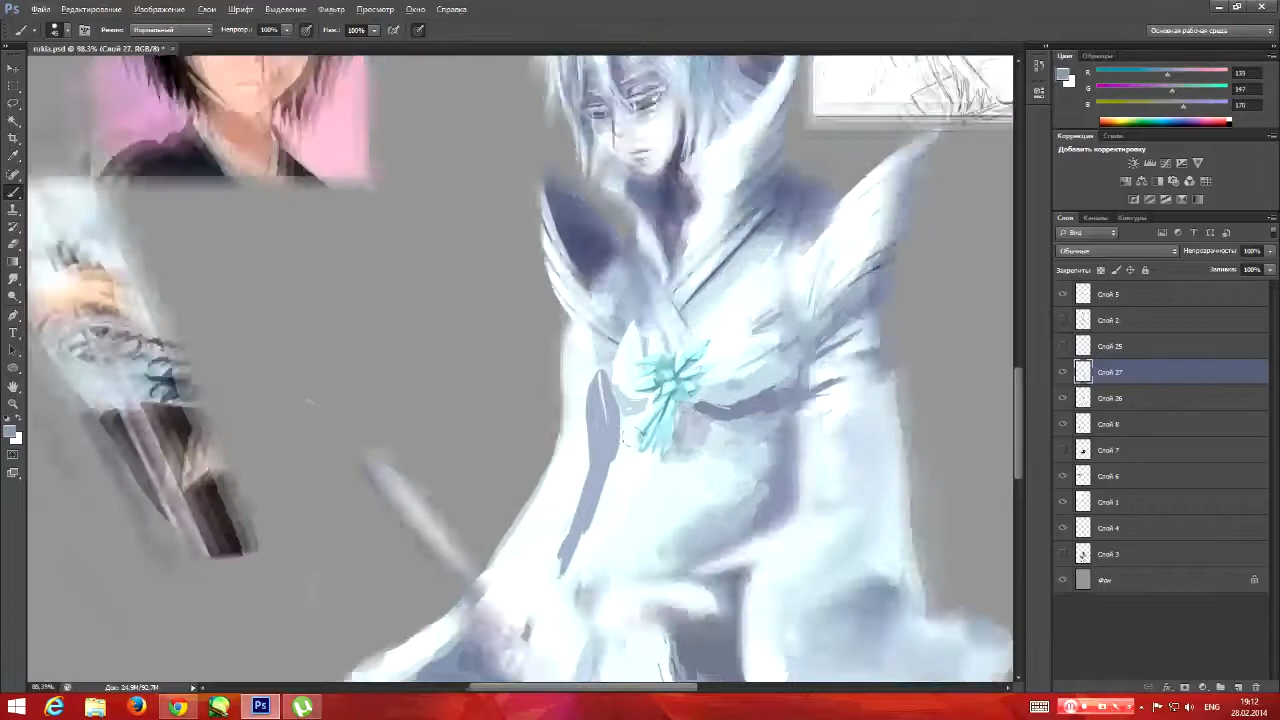 Файл Редактирование Изображение Слои Шрифт Выделение Фильтр Просмотр Окно Справка
45 Режим: Нормальный Непрозр.: 100% Наж.: 100% Основная рабочая среда
rukia.psd @ 98.3% (Слой 27, RGB/8) *
Цвет Образцы
R 139
G 147
B 170
Коррекция Стили
Добавить корректировку
Слои Каналы Контуры
Вид
Обычные Непрозрачность: 100%
Закрепить: Заливка: 100%
Слой 5
Слой 2
Слой 25
Слой 27
Слой 26
Слой 8
Слой 7
Слой 6
Слой 1
Слой 4
Слой 3
Фон
Док: 24,9M/92,7M
ENG
19:12
28.02.2014